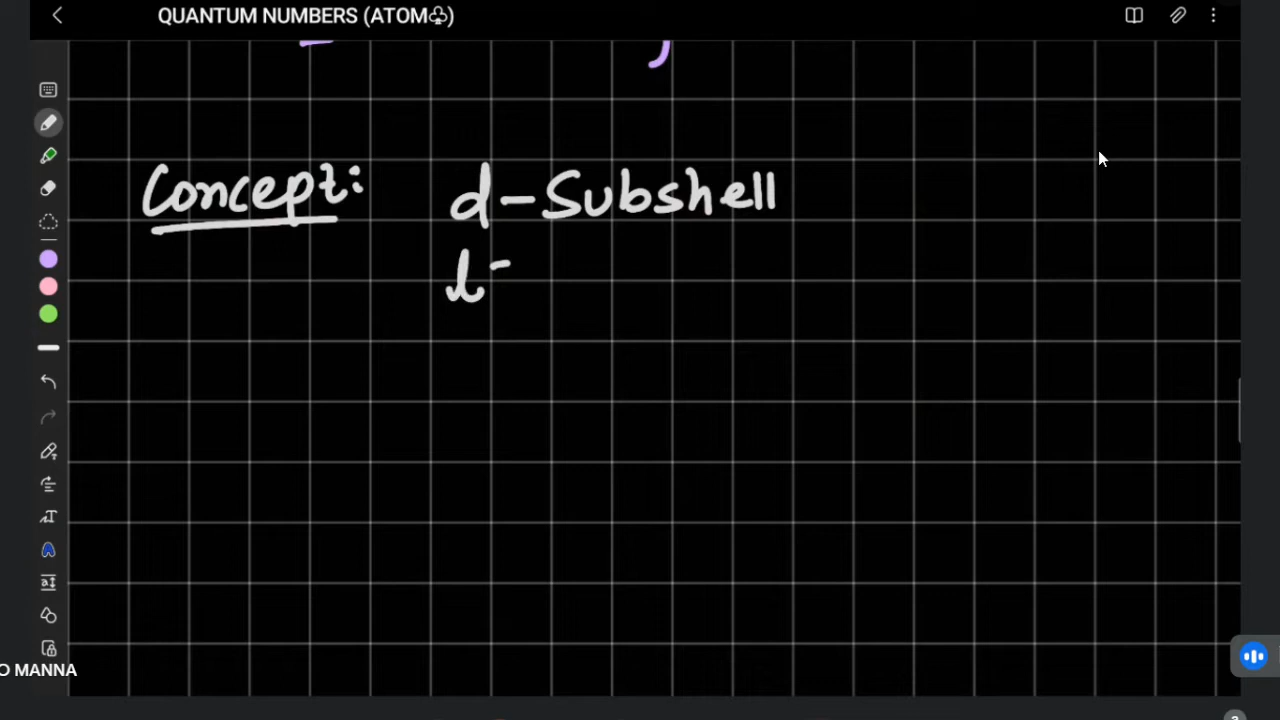 QUANTUM NUMBERS (ATOM♧)
Concept: d-Subshell
l-
O MANNA